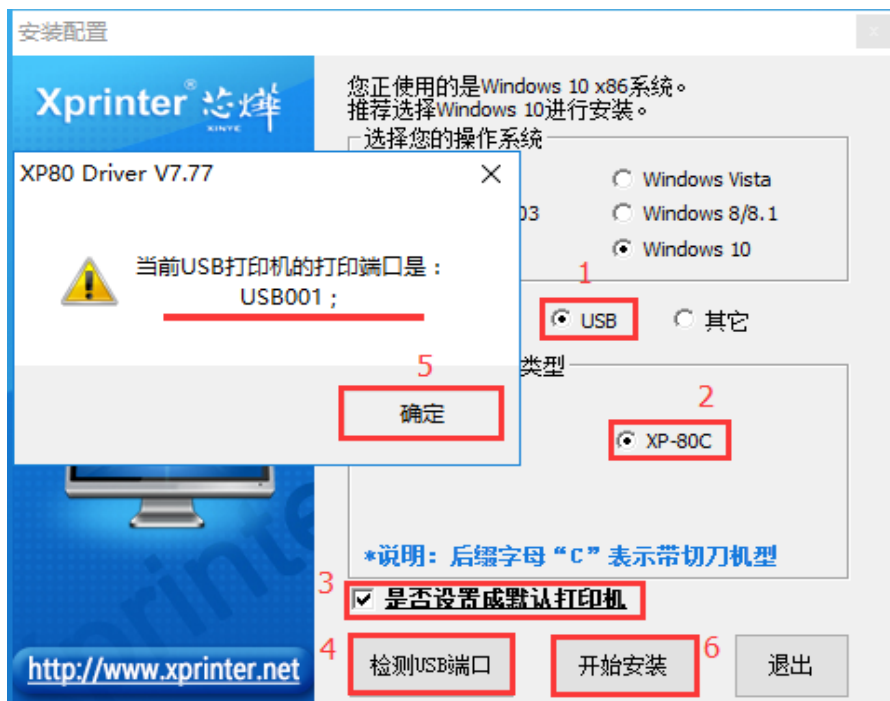 安装配置
x
Xprinter® 芯烨
XINYE
您正使用的是Windows 10 x86系统。
推荐选择Windows 10进行安装。
选择您的操作系统
XP80 Driver V7.77
Windows Vista
03
Windows 8/8.1
当前USB打印机的打印端口是：
USB001；
Windows 10
1
USB
其它
类型
5
确定
2
XP-80C
*说明：后缀字母“C”表示带切刀机型
3
是否设置成默认打印机
4
检测USB端口
开始安装
6
退出
http://www.xprinter.net